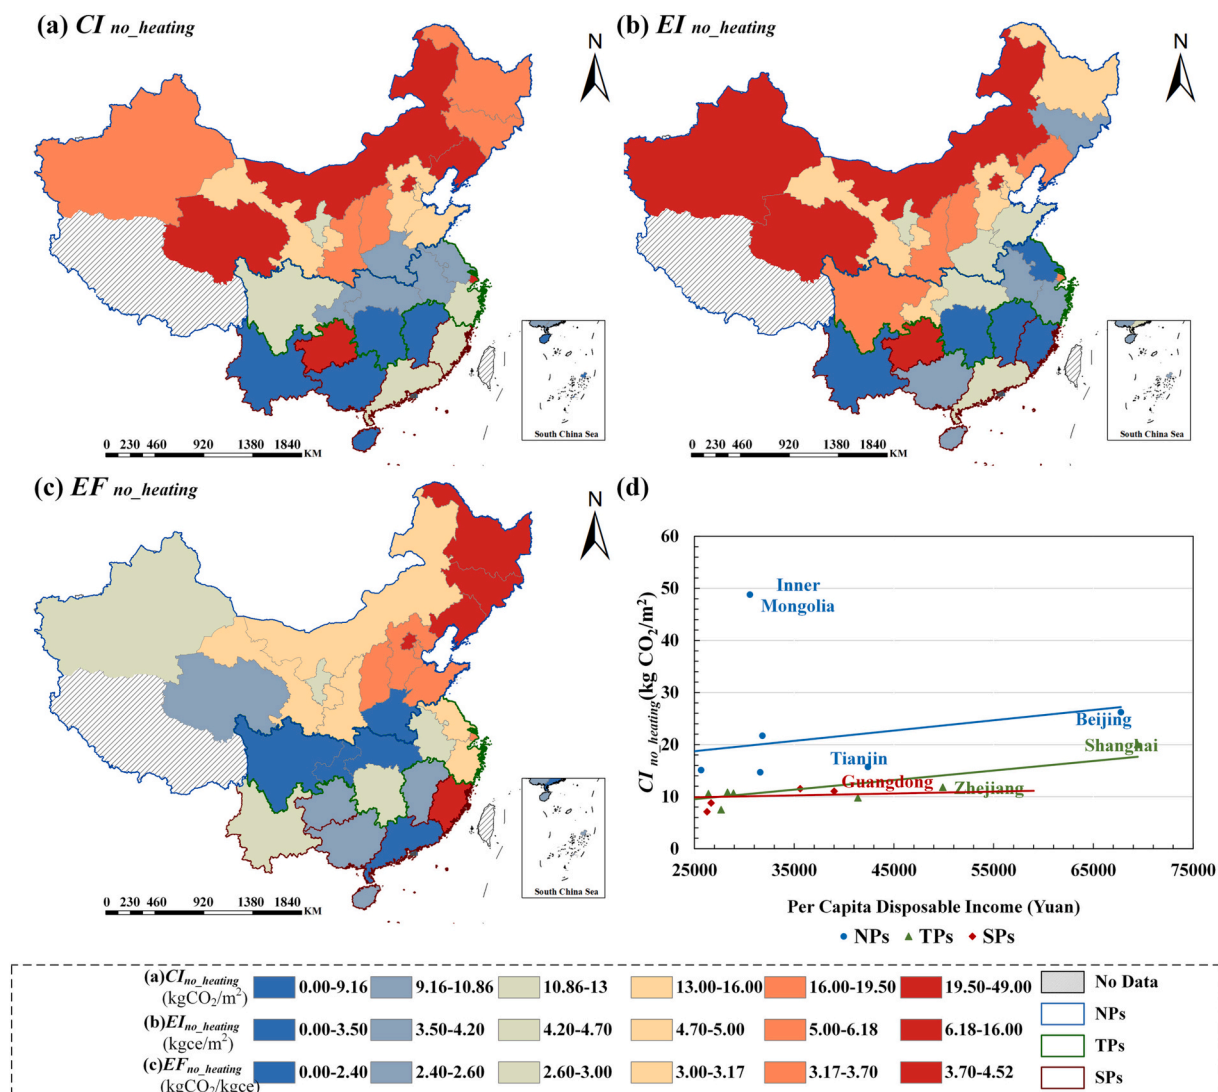 (a) CI no_heating
N
0 230 460 920 1380 1840
KM
South China Sea
(b) EI no_heating
N
0 230 460 920 1380 1840
KM
South China Sea
(c) EF no_heating
N
0 230 460 920 1380 1840
KM
South China Sea
(d)
CI no_heating(kg CO2/m2)
60
50
40
30
20
10
0
Inner
Mongolia
Beijing
Shanghai
Tianjin
Guangdong
Zhejiang
25000 35000 45000 55000 65000 75000
Per Capita Disposable Income (Yuan)
NPs TPs SPs
(a)CIno_heating
(kgCO2/m2)
0.00-9.16 9.16-10.86 10.86-13 13.00-16.00 16.00-19.50 19.50-49.00
(b)EIno_heating
(kgce/m2)
0.00-3.50 3.50-4.20 4.20-4.70 4.70-5.00 5.00-6.18 6.18-16.00
(c)EFno_heating
(kgCO2/kgce)
0.00-2.40 2.40-2.60 2.60-3.00 3.00-3.17 3.17-3.70 3.70-4.52
No Data
NPs
TPs
SPs